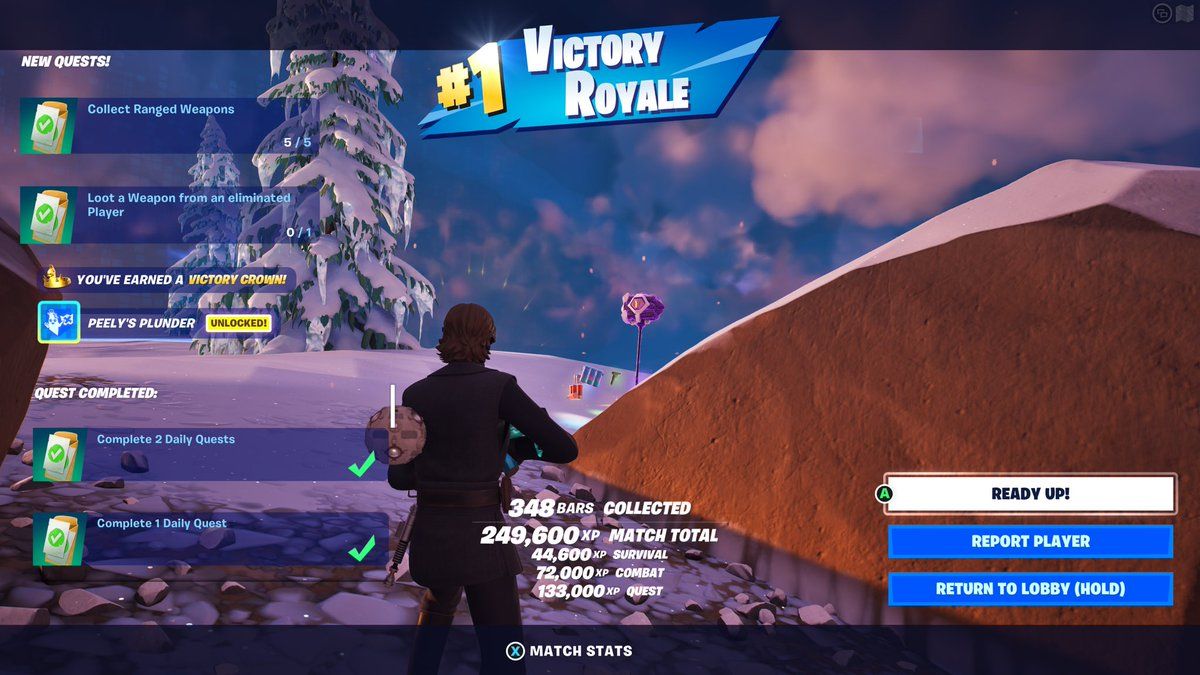 #1 VICTORY
ROYALE
NEW QUESTS!
Collect Ranged Weapons
5 / 5
Loot a Weapon from an eliminated
Player
0 / 1
YOU'VE EARNED A VICTORY CROWN!
PEELY'S PLUNDER UNLOCKED!
QUEST COMPLETED:
Complete 2 Daily Quests
Complete 1 Daily Quest
348 BARS COLLECTED
249,600 XP MATCH TOTAL
44,600 XP SURVIVAL
72,000 XP COMBAT
133,000 XP QUEST
A READY UP!
REPORT PLAYER
RETURN TO LOBBY (HOLD)
X MATCH STATS